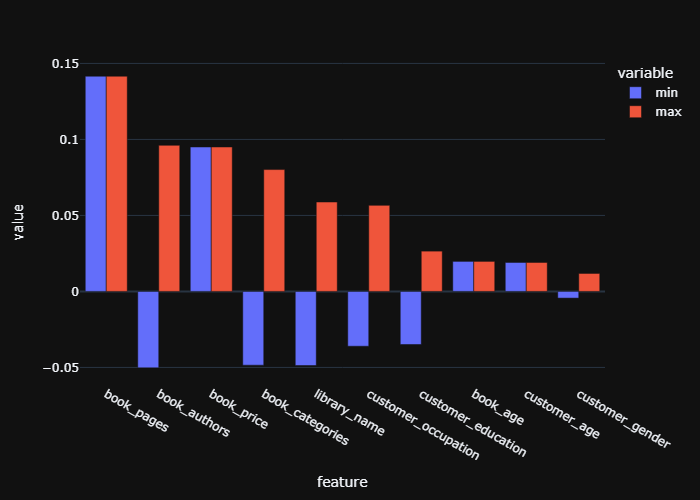 0.15
0.1
0.05
0
−0.05
value
book_pages
book_authors
book_price
book_categories
library_name
customer_occupation
customer_education
book_age
customer_age
customer_gender
feature
variable
min
max